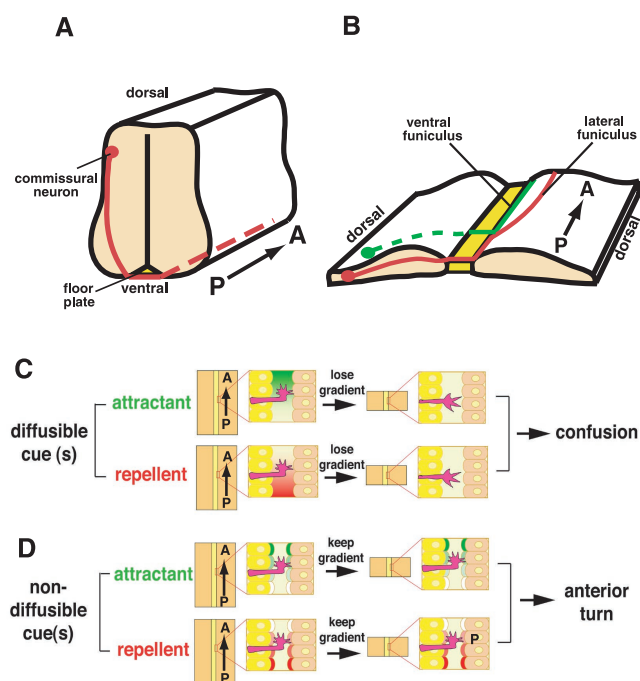 A
dorsal
commissural
neuron
floor
plate
ventral
P
A
B
ventral
funiculus
lateral
funiculus
dorsal
A
P
dorsal
C
diffusible
cue (s)
attractant
A
P
lose
gradient
repellent
A
P
lose
gradient
confusion
D
non-
diffusible
cue(s)
attractant
A
P
keep
gradient
repellent
A
P
keep
gradient
P
anterior
turn